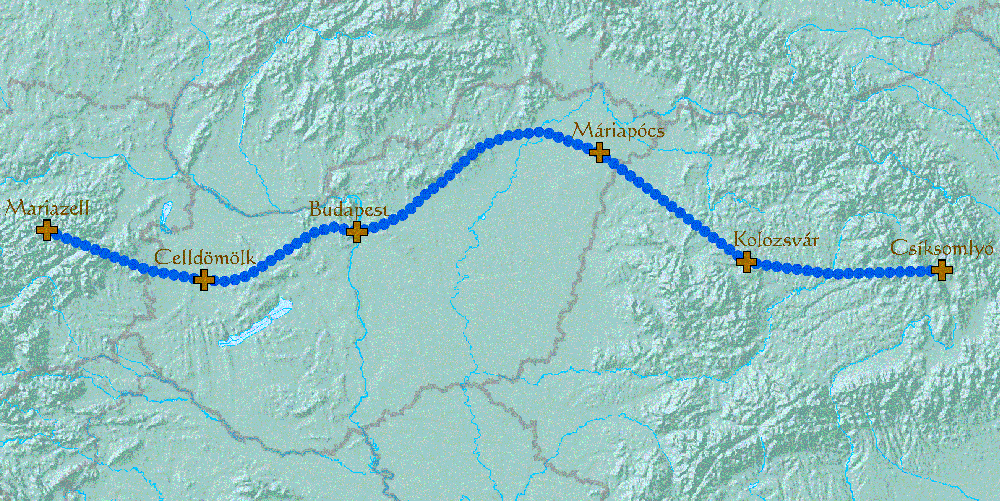 Mariazell
Celldömölk
Budapest
Máriapócs
Kolozsvár
Csíksomlyó